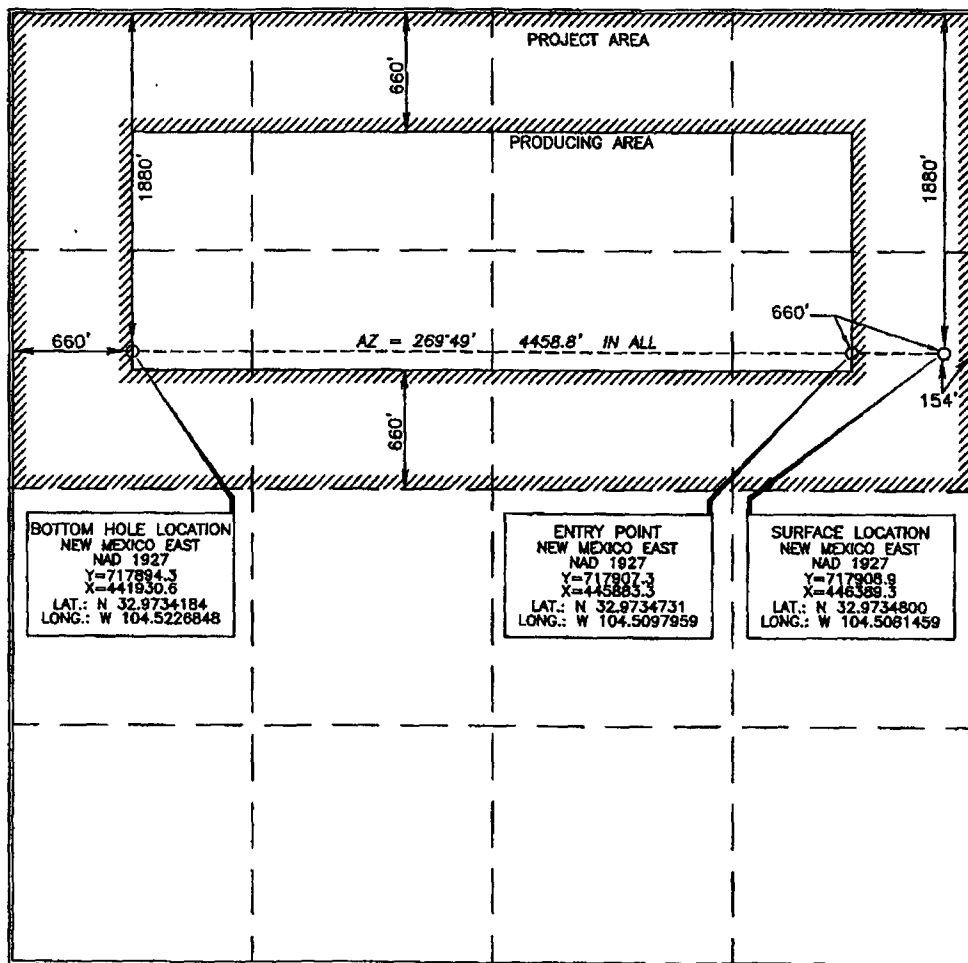 PROJECT AREA
660'
PRODUCING AREA
1880'
1880'
660'
660'
AZ = 269°49' 4458.8' IN ALL
154'
660'
BOTTOM HOLE LOCATION
NEW MEXICO EAST
NAD 1927
Y=717894.3
X=441930.6
LAT.: N 32.9734184
LONG.: W 104.5226848
ENTRY POINT
NEW MEXICO EAST
NAD 1927
Y=717907.3
X=445883.3
LAT.: N 32.9734731
LONG.: W 104.5097959
SURFACE LOCATION
NEW MEXICO EAST
NAD 1927
Y=717908.9
X=446389.3
LAT.: N 32.9734800
LONG.: W 104.5081459